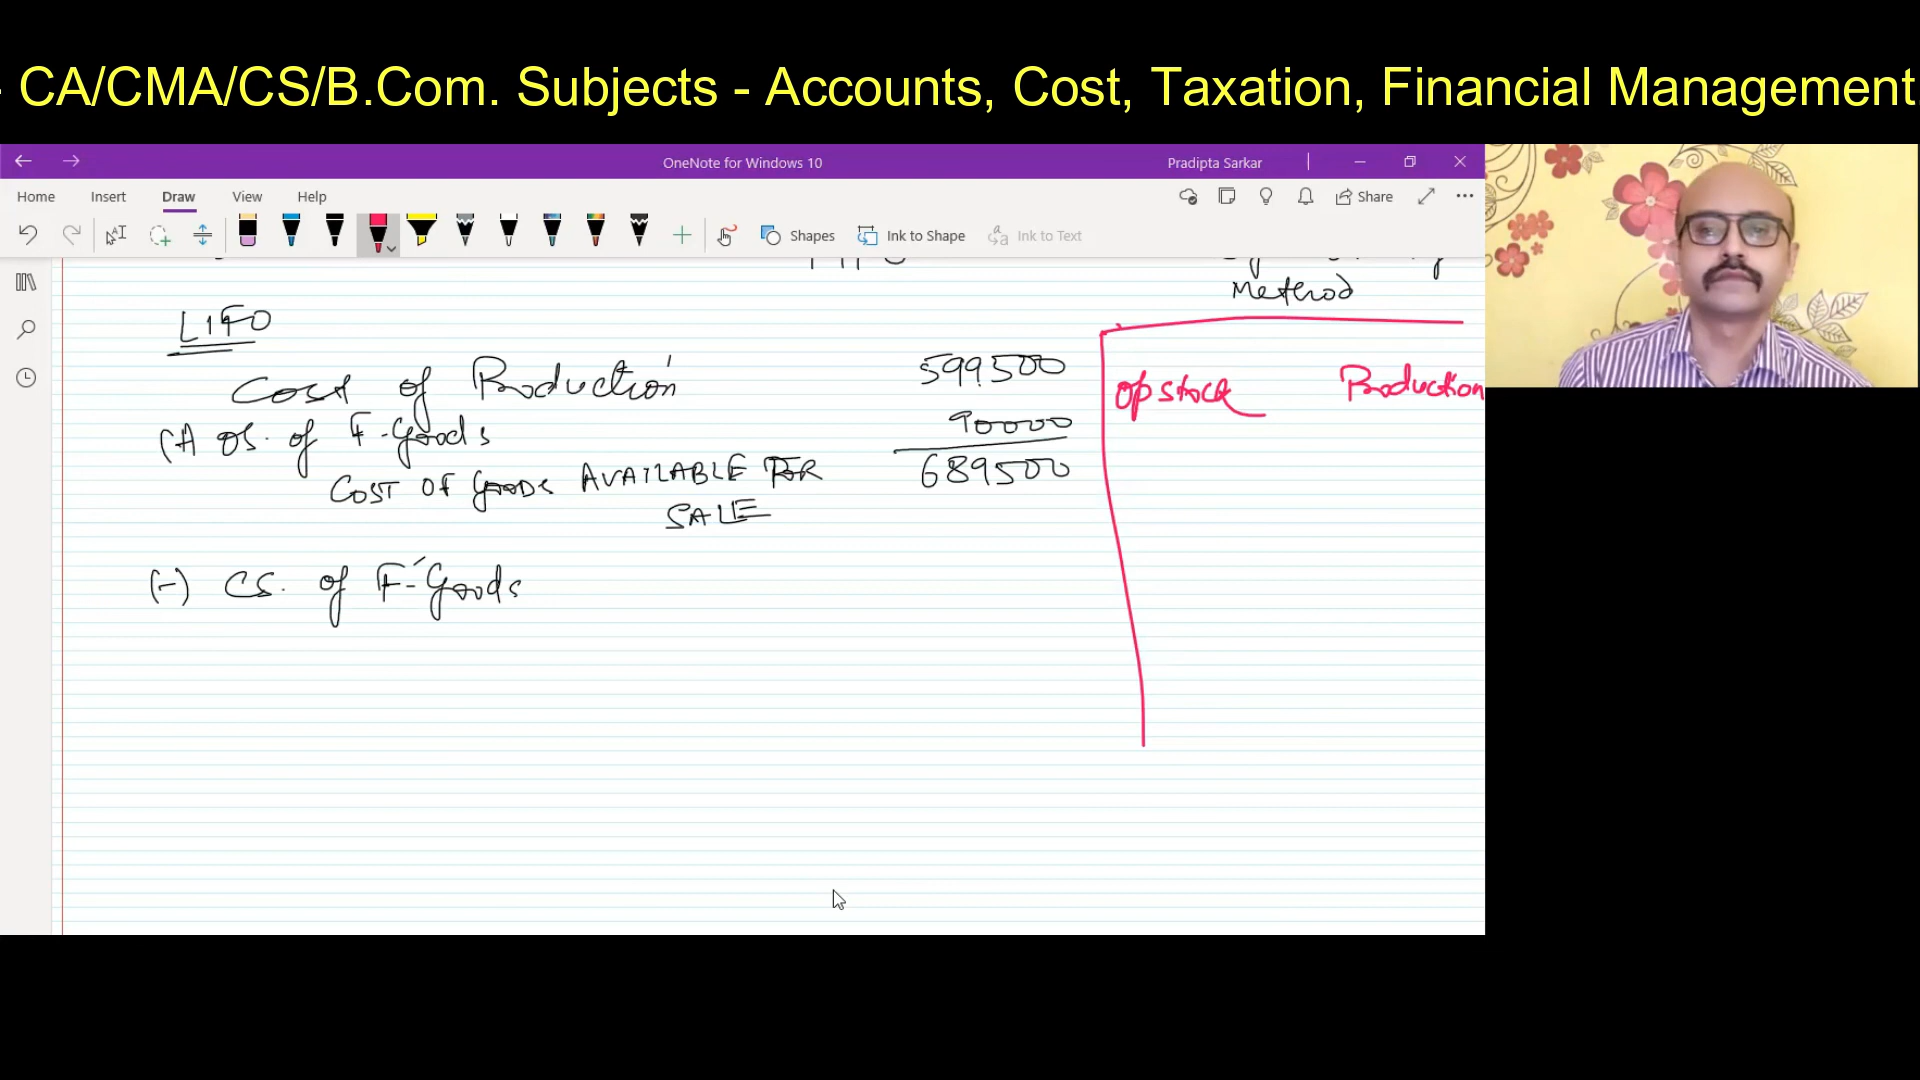 - CA/CMA/CS/B.Com. Subjects - Accounts, Cost, Taxation, Financial Management.
OneNote for Windows 10
Pradipta Sarkar
Home Insert Draw View Help
Share
Shapes Ink to Shape Ink to Text
Method
LIFO
Cost of Production 599500
(A OS. of F-Goods 90000
COST OF GOODS AVAILABLE FOR 689500
SALE
(-) CS. of F-Goods
Op stock Production